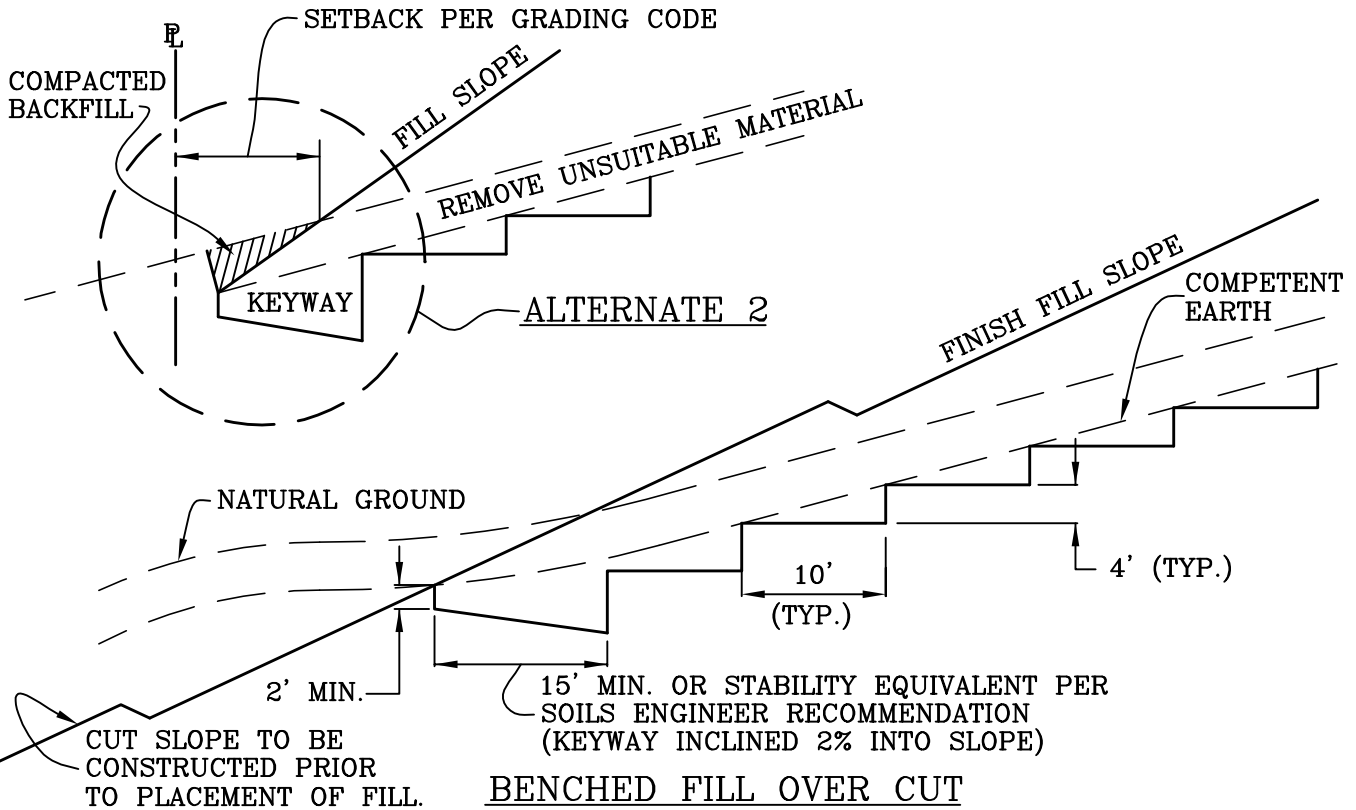 SETBACK PER GRADING CODE
PL
COMPACTED
BACKFILL
FILL SLOPE
REMOVE UNSUITABLE MATERIAL
KEYWAY
ALTERNATE 2
FINISH FILL SLOPE
COMPETENT
EARTH
NATURAL GROUND
4' (TYP.)
10'
(TYP.)
2' MIN.
15' MIN. OR STABILITY EQUIVALENT PER
SOILS ENGINEER RECOMMENDATION
(KEYWAY INCLINED 2% INTO SLOPE)
CUT SLOPE TO BE
CONSTRUCTED PRIOR
TO PLACEMENT OF FILL.
BENCHED FILL OVER CUT